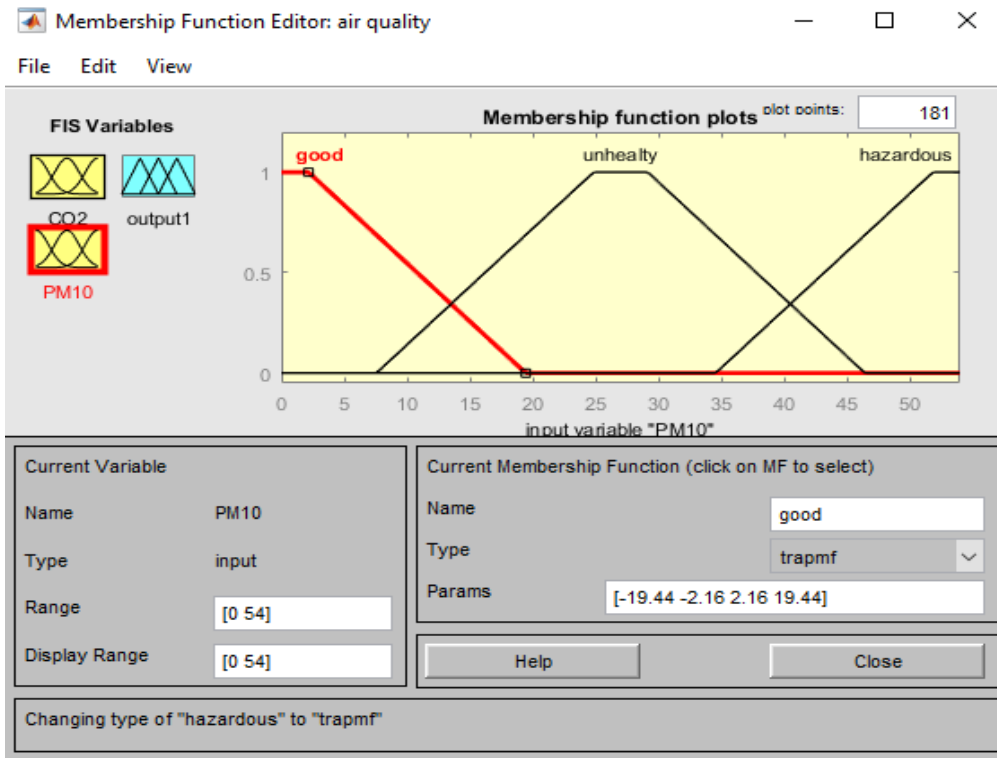 Membership Function Editor: air quality
File Edit View
FIS Variables
CO2 output1
PM10
Membership function plots plot points: 181
good unhealty hazardous
1
0.5
0
0 5 10 15 20 25 30 35 40 45 50
input variable "PM10"
Current Variable
Name PM10
Type input
Range [0 54]
Display Range [0 54]
Current Membership Function (click on MF to select)
Name good
Type trapmf
Params [-19.44 -2.16 2.16 19.44]
Help Close
Changing type of "hazardous" to "trapmf"